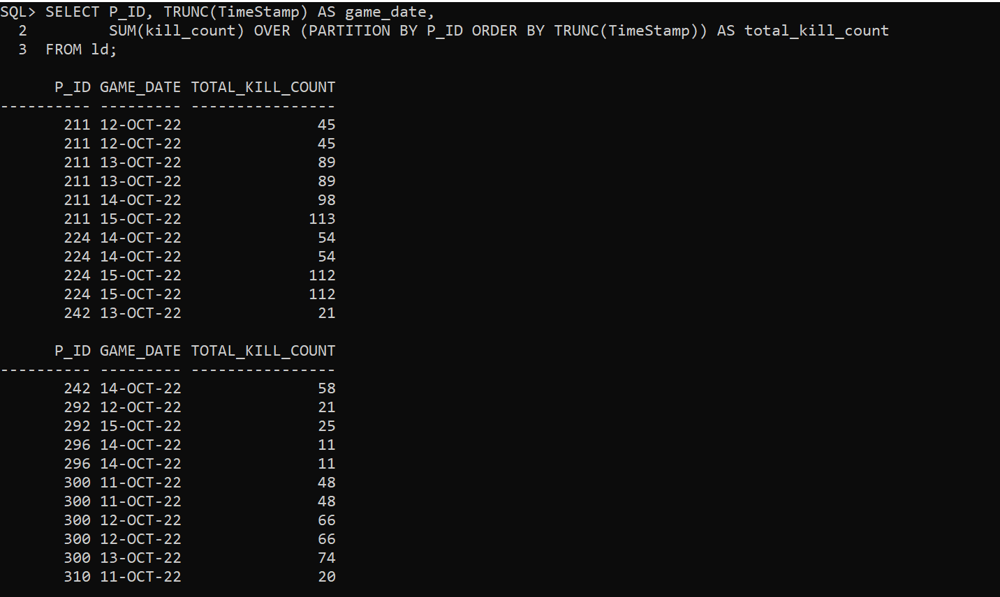 SQL> SELECT P_ID, TRUNC(TimeStamp) AS game_date,
  2         SUM(kill_count) OVER (PARTITION BY P_ID ORDER BY TRUNC(TimeStamp)) AS total_kill_count
  3  FROM ld;

      P_ID GAME_DATE TOTAL_KILL_COUNT
---------- --------- ----------------
       211 12-OCT-22               45
       211 12-OCT-22               45
       211 13-OCT-22               89
       211 13-OCT-22               89
       211 14-OCT-22               98
       211 15-OCT-22              113
       224 14-OCT-22               54
       224 14-OCT-22               54
       224 15-OCT-22              112
       224 15-OCT-22              112
       242 13-OCT-22               21

      P_ID GAME_DATE TOTAL_KILL_COUNT
---------- --------- ----------------
       242 14-OCT-22               58
       292 12-OCT-22               21
       292 15-OCT-22               25
       296 14-OCT-22               11
       296 14-OCT-22               11
       300 11-OCT-22               48
       300 11-OCT-22               48
       300 12-OCT-22               66
       300 12-OCT-22               66
       300 13-OCT-22               74
       310 11-OCT-22               20